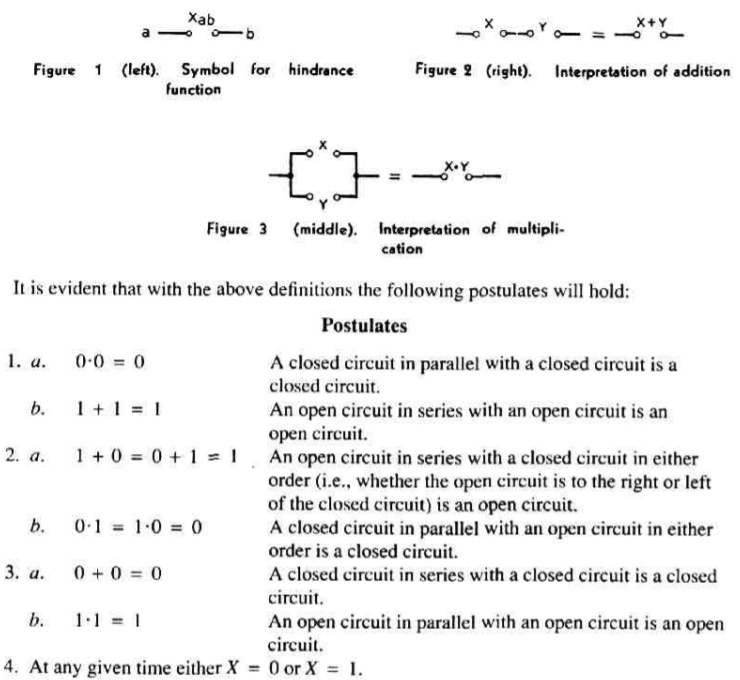 Xab
a b
Figure 1 (left). Symbol for hindrance
function
X Y = X+Y
Figure 2 (right). Interpretation of addition
X
Y
= X·Y
Figure 3 (middle). Interpretation of multipli-
cation
It is evident that with the above definitions the following postulates will hold:
Postulates
1. a. 0·0 = 0 A closed circuit in parallel with a closed circuit is a
closed circuit.
b. 1 + 1 = 1 An open circuit in series with an open circuit is an
open circuit.
2. a. 1 + 0 = 0 + 1 = 1 An open circuit in series with a closed circuit in either
order (i.e., whether the open circuit is to the right or left
of the closed circuit) is an open circuit.
b. 0·1 = 1·0 = 0 A closed circuit in parallel with an open circuit in either
order is a closed circuit.
3. a. 0 + 0 = 0 A closed circuit in series with a closed circuit is a closed
circuit.
b. 1·1 = 1 An open circuit in parallel with an open circuit is an open
circuit.
4. At any given time either X = 0 or X = 1.